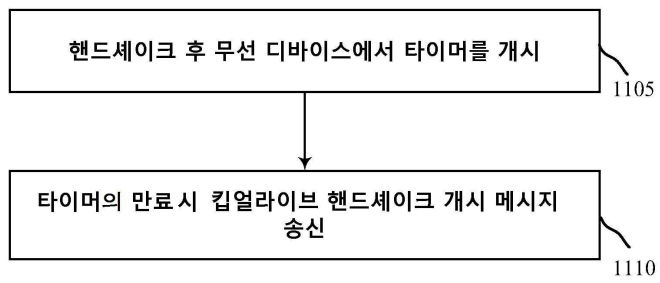 핸드셰이크 후 무선 디바이스에서 타이머를 개시
1105
타이머의 만료시 킵얼라이브 핸드셰이크 개시 메시지
송신
1110